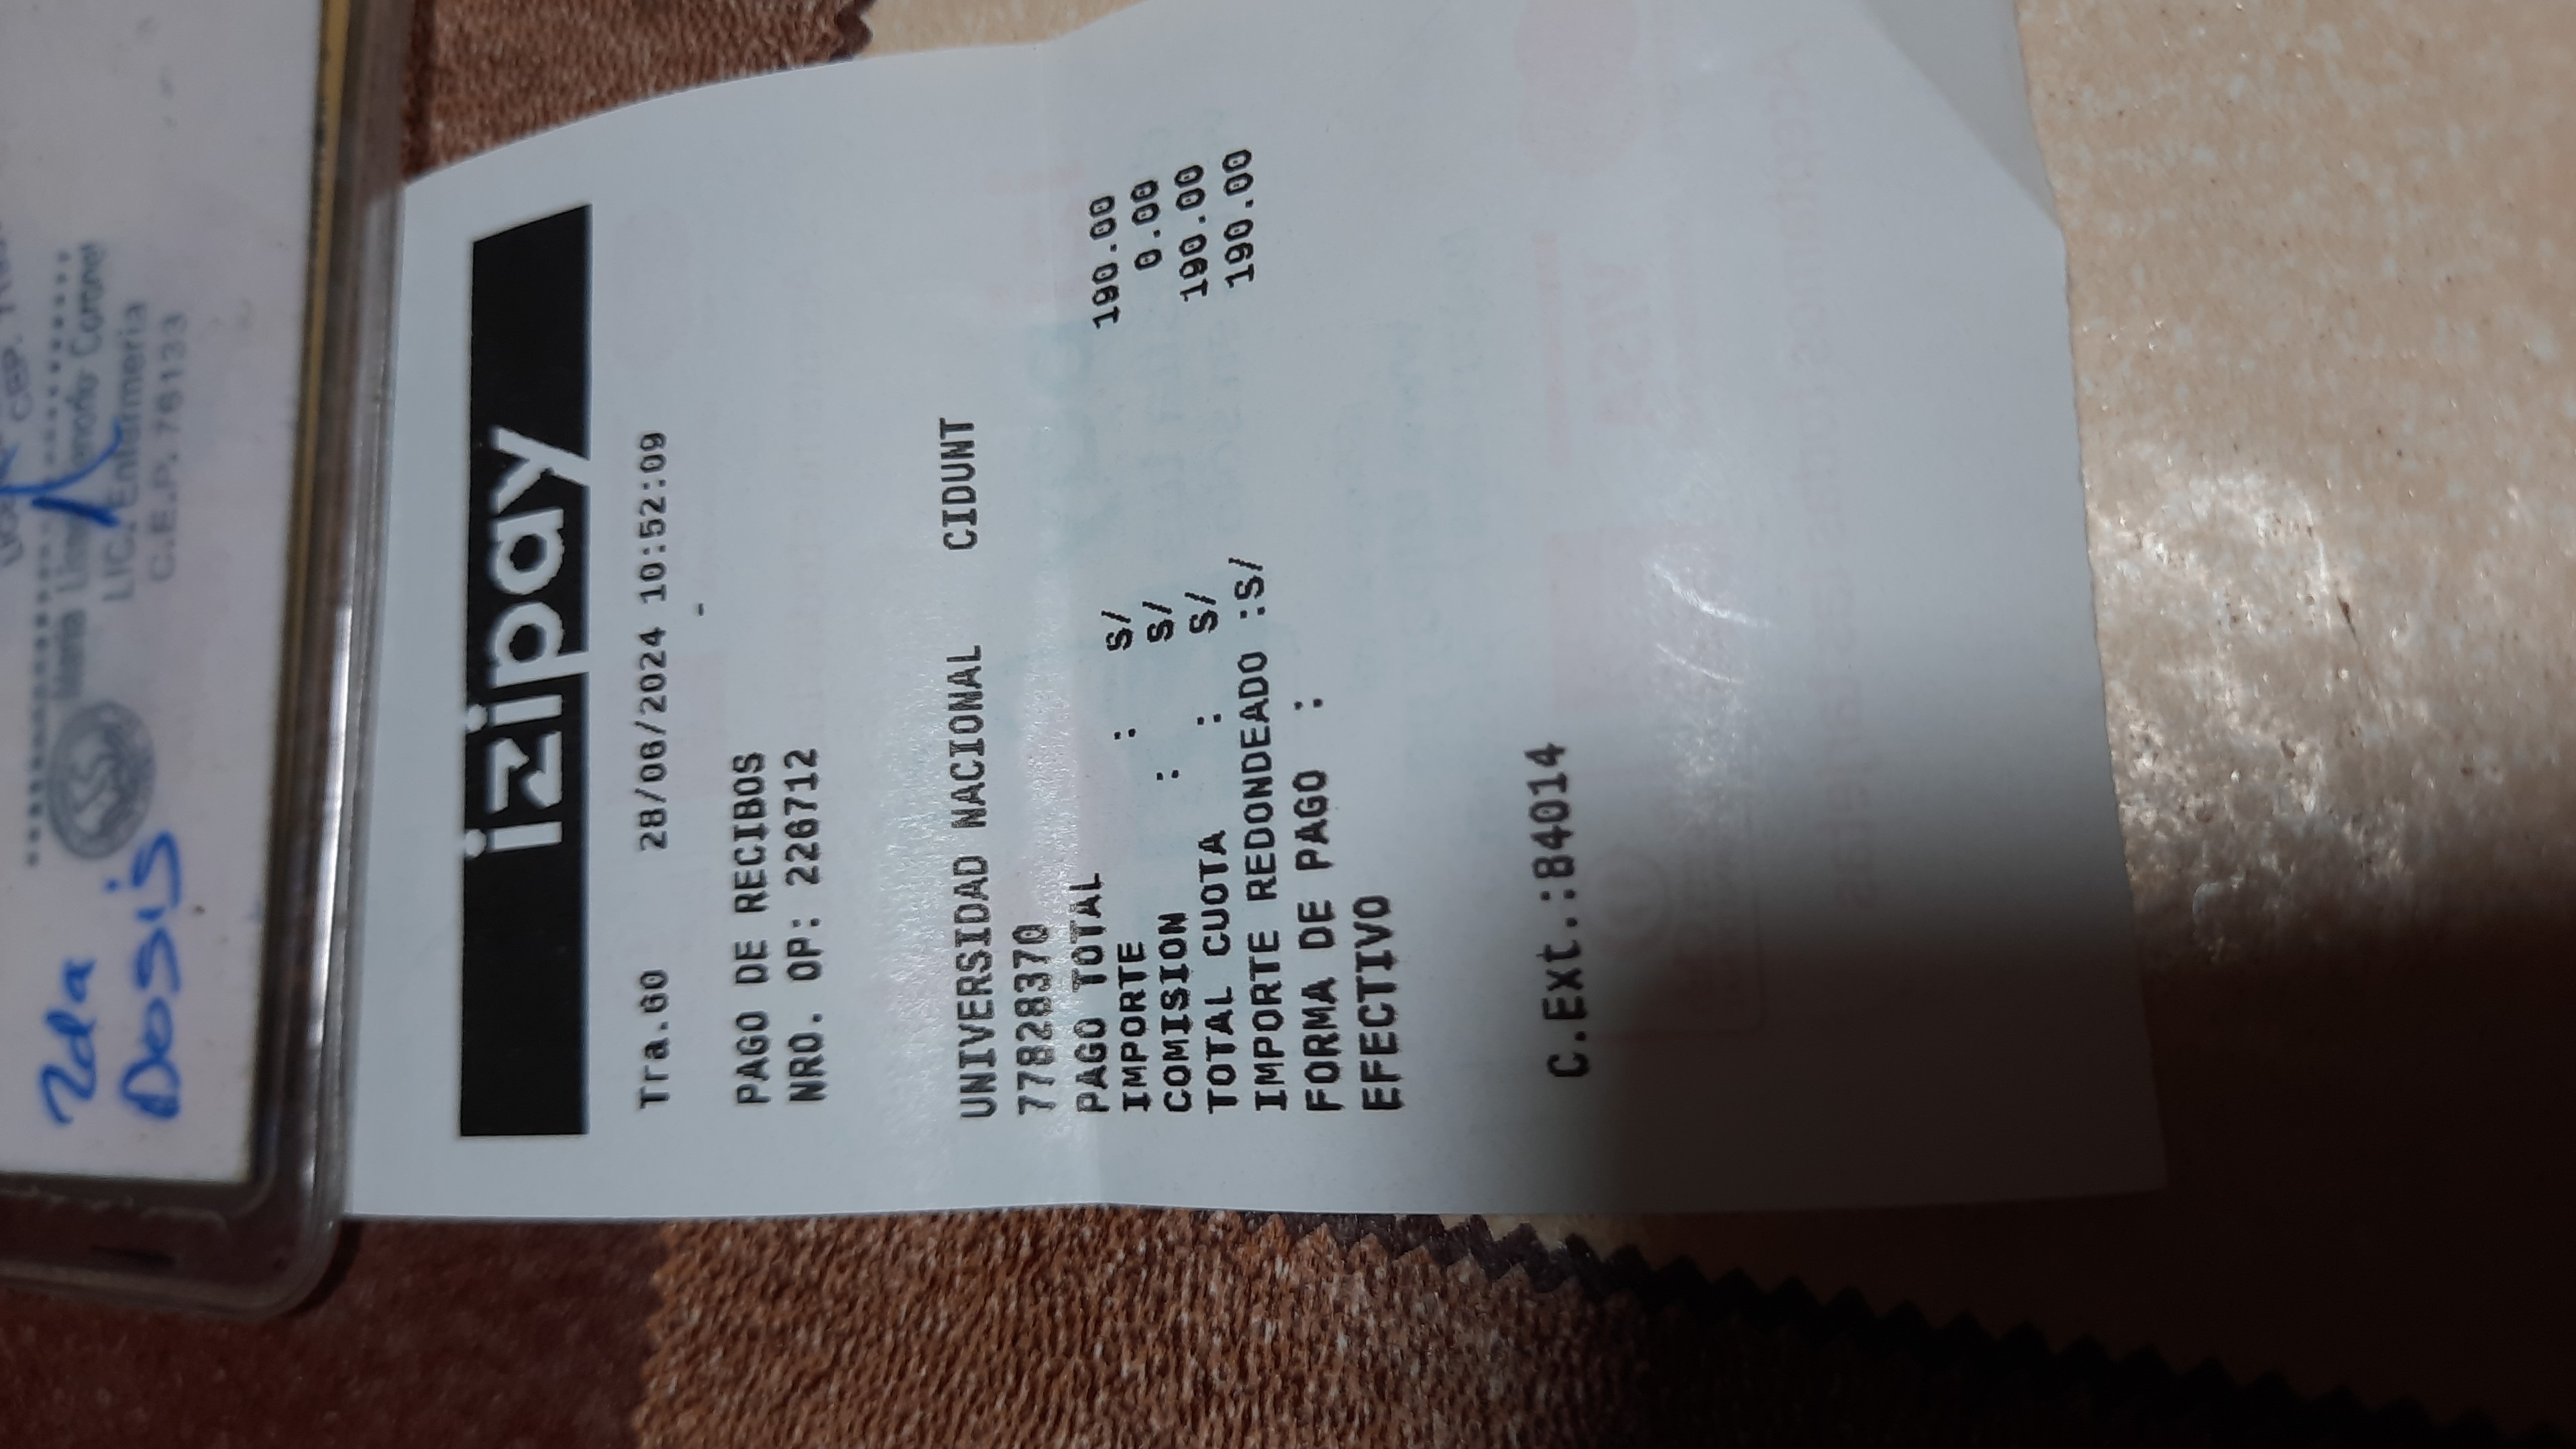 2da
Dosis
LIC. Enfermeria
C.E.P. 76133
izipay
Tra.60 28/06/2024 10:52:09
-
PAGO DE RECIBOS
NRO. OP: 226712
UNIVERSIDAD NACIONAL CIDUNT
77828370
PAGO TOTAL
IMPORTE : S/ 190.00
COMISION : S/ 0.00
TOTAL CUOTA : S/ 190.00
IMPORTE REDONDEADO :S/ 190.00
FORMA DE PAGO :
EFECTIVO
C.Ext.:84014